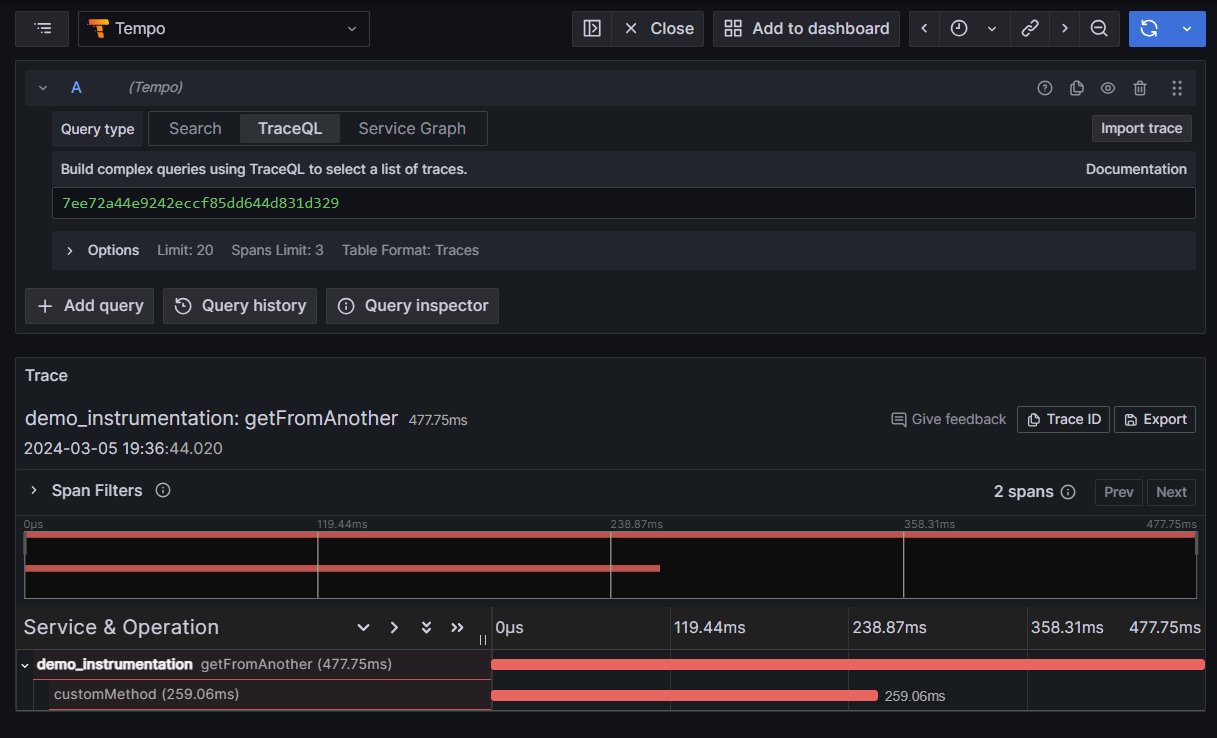 Tempo
Close
Add to dashboard
A (Tempo)
Query type Search TraceQL Service Graph Import trace
Build complex queries using TraceQL to select a list of traces. Documentation
7ee72a44e9242eccf85dd644d831d329
Options Limit: 20 Spans Limit: 3 Table Format: Traces
Add query Query history Query inspector
Trace
demo_instrumentation: getFromAnother 477.75ms
Give feedback Trace ID Export
2024-03-05 19:36:44.020
Span Filters 2 spans Prev Next
0μs 119.44ms 238.87ms 358.31ms 477.75ms
Service & Operation 0μs 119.44ms 238.87ms 358.31ms 477.75ms
demo_instrumentation getFromAnother (477.75ms)
customMethod (259.06ms) 259.06ms